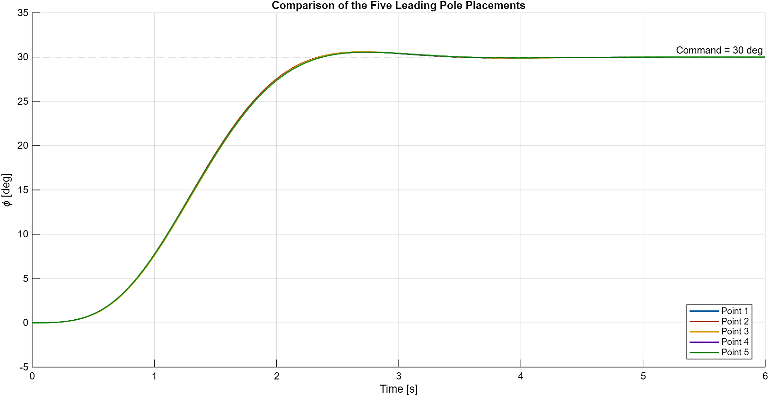 Comparison of the Five Leading Pole Placements
35
30
25
20
15
10
5
0
-5
ϕ [deg]
Command = 30 deg
0 1 2 3 4 5 6
Time [s]
Point 1
Point 2
Point 3
Point 4
Point 5